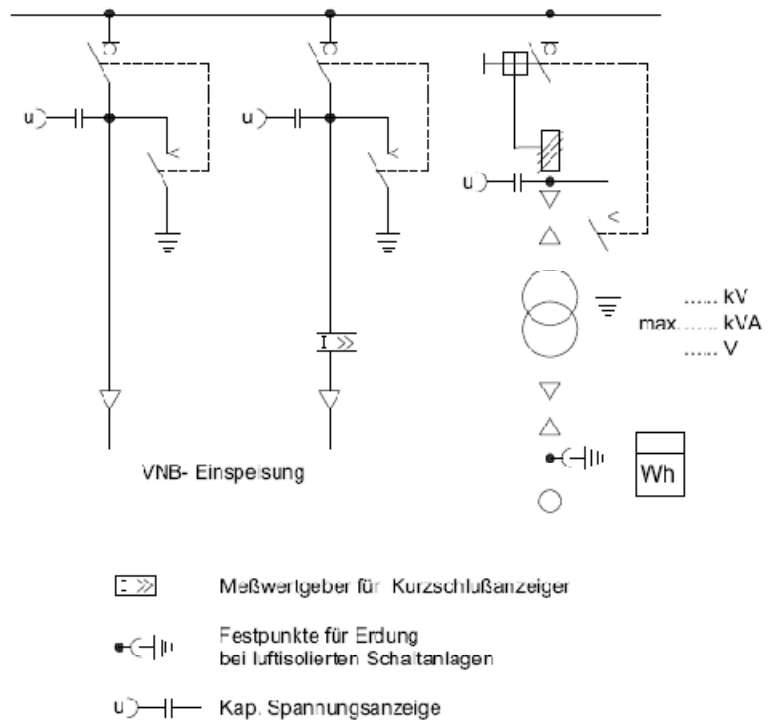 u
u
u
...... kV
max. ...... kVA
...... V
I >>
VNB- Einspeisung
Wh
I >> Meßwertgeber für Kurzschlußanzeiger
Festpunkte für Erdung
bei luftisolierten Schaltanlagen
u Kap. Spannungsanzeige